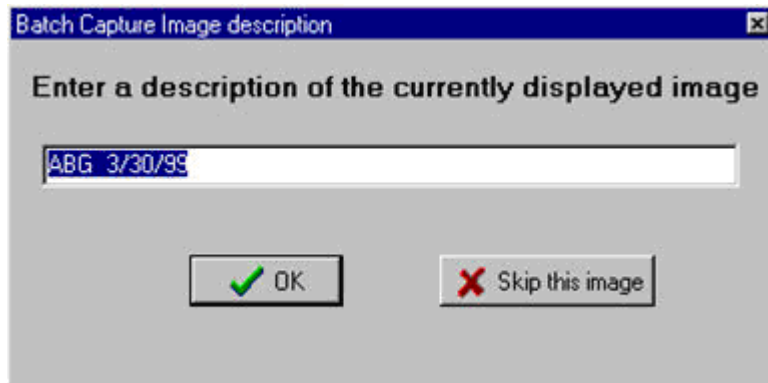 Batch Capture Image description
Enter a description of the currently displayed image
ABG 3/30/99
OK
Skip this image